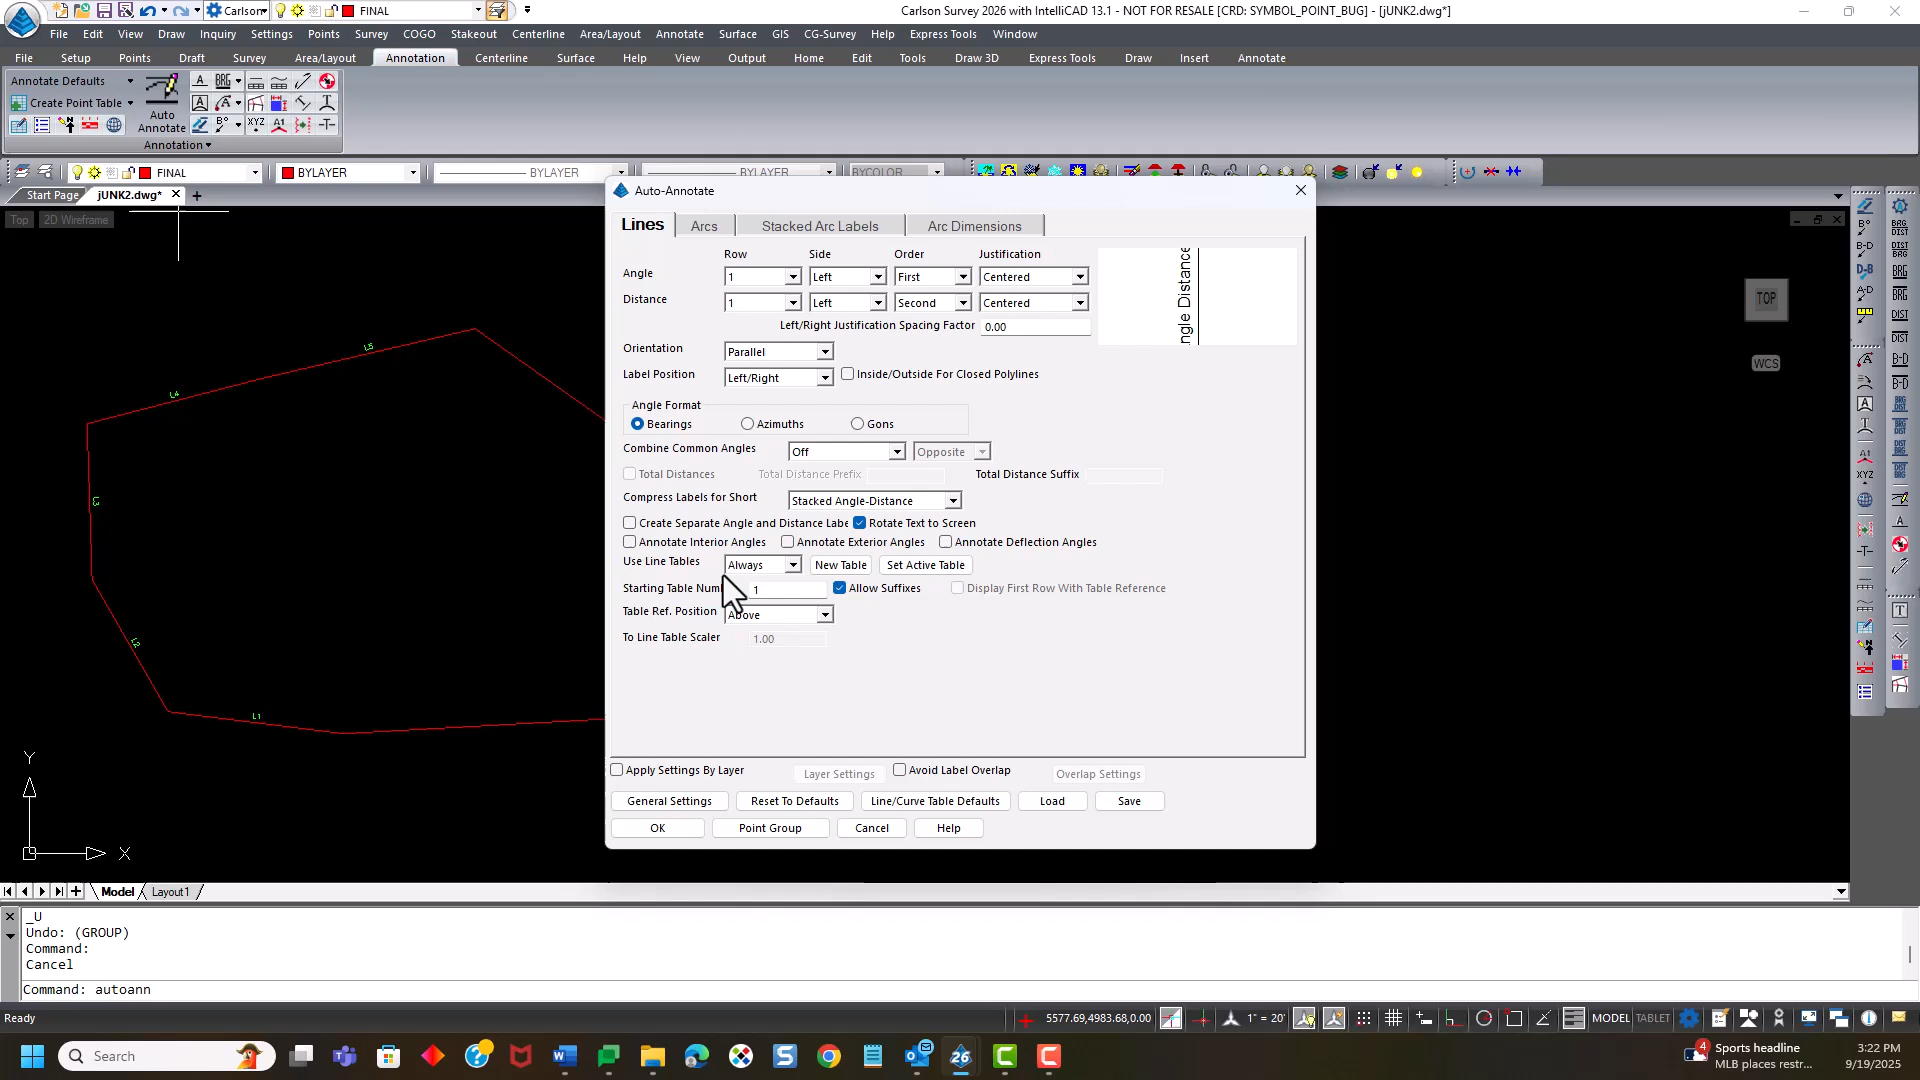 Carlson
FINAL
Carlson Survey 2026 with IntelliCAD 13.1 - NOT FOR RESALE [CRD: SYMBOL_POINT_BUG] - [jUNK2.dwg*]
File Edit View Draw Inquiry Settings Points Survey COGO Stakeout Centerline Area/Layout Annotate Surface GIS CG-Survey Help Express Tools Window
File Setup Points Draft Survey Area/Layout Annotation Centerline Surface Help View Output Home Edit Tools Draw 3D Express Tools Draw Insert Annotate
Annotate Defaults
Create Point Table
Auto Annotate
Annotation
FINAL BYLAYER BYLAYER BYLAYER BYCOLOR
Start Page jUNK2.dwg*
Top 2D Wireframe
Auto-Annotate
Lines Arcs Stacked Arc Labels Arc Dimensions
Row Side Order Justification
Angle 1 Left First Centered
Distance 1 Left Second Centered
Left/Right Justification Spacing Factor 0.00
Orientation Parallel
Label Position Left/Right Inside/Outside For Closed Polylines
Angle Format
Bearings Azimuths Gons
Combine Common Angles Off Opposite
Total Distances Total Distance Prefix Total Distance Suffix
Compress Labels for Short Stacked Angle-Distance
Create Separate Angle and Distance Labe Rotate Text to Screen
Annotate Interior Angles Annotate Exterior Angles Annotate Deflection Angles
Use Line Tables Always New Table Set Active Table
Starting Table Num 1 Allow Suffixes Display First Row With Table Reference
Table Ref. Position Above
To Line Table Scaler 1.00
Apply Settings By Layer Layer Settings Avoid Label Overlap Overlap Settings
General Settings Reset To Defaults Line/Curve Table Defaults Load Save
OK Point Group Cancel Help
ngle Distance
L5
L4
L3
L2
L1
TOP
WCS
Y
X
Model Layout1
_U
Undo: (GROUP)
Command:
Cancel
Command: autoann
Ready 5577.69,4983.68,0.00 1" = 20' MODEL TABLET
Search
26
4
Sports headline
MLB places restr...
3:22 PM
9/19/2025